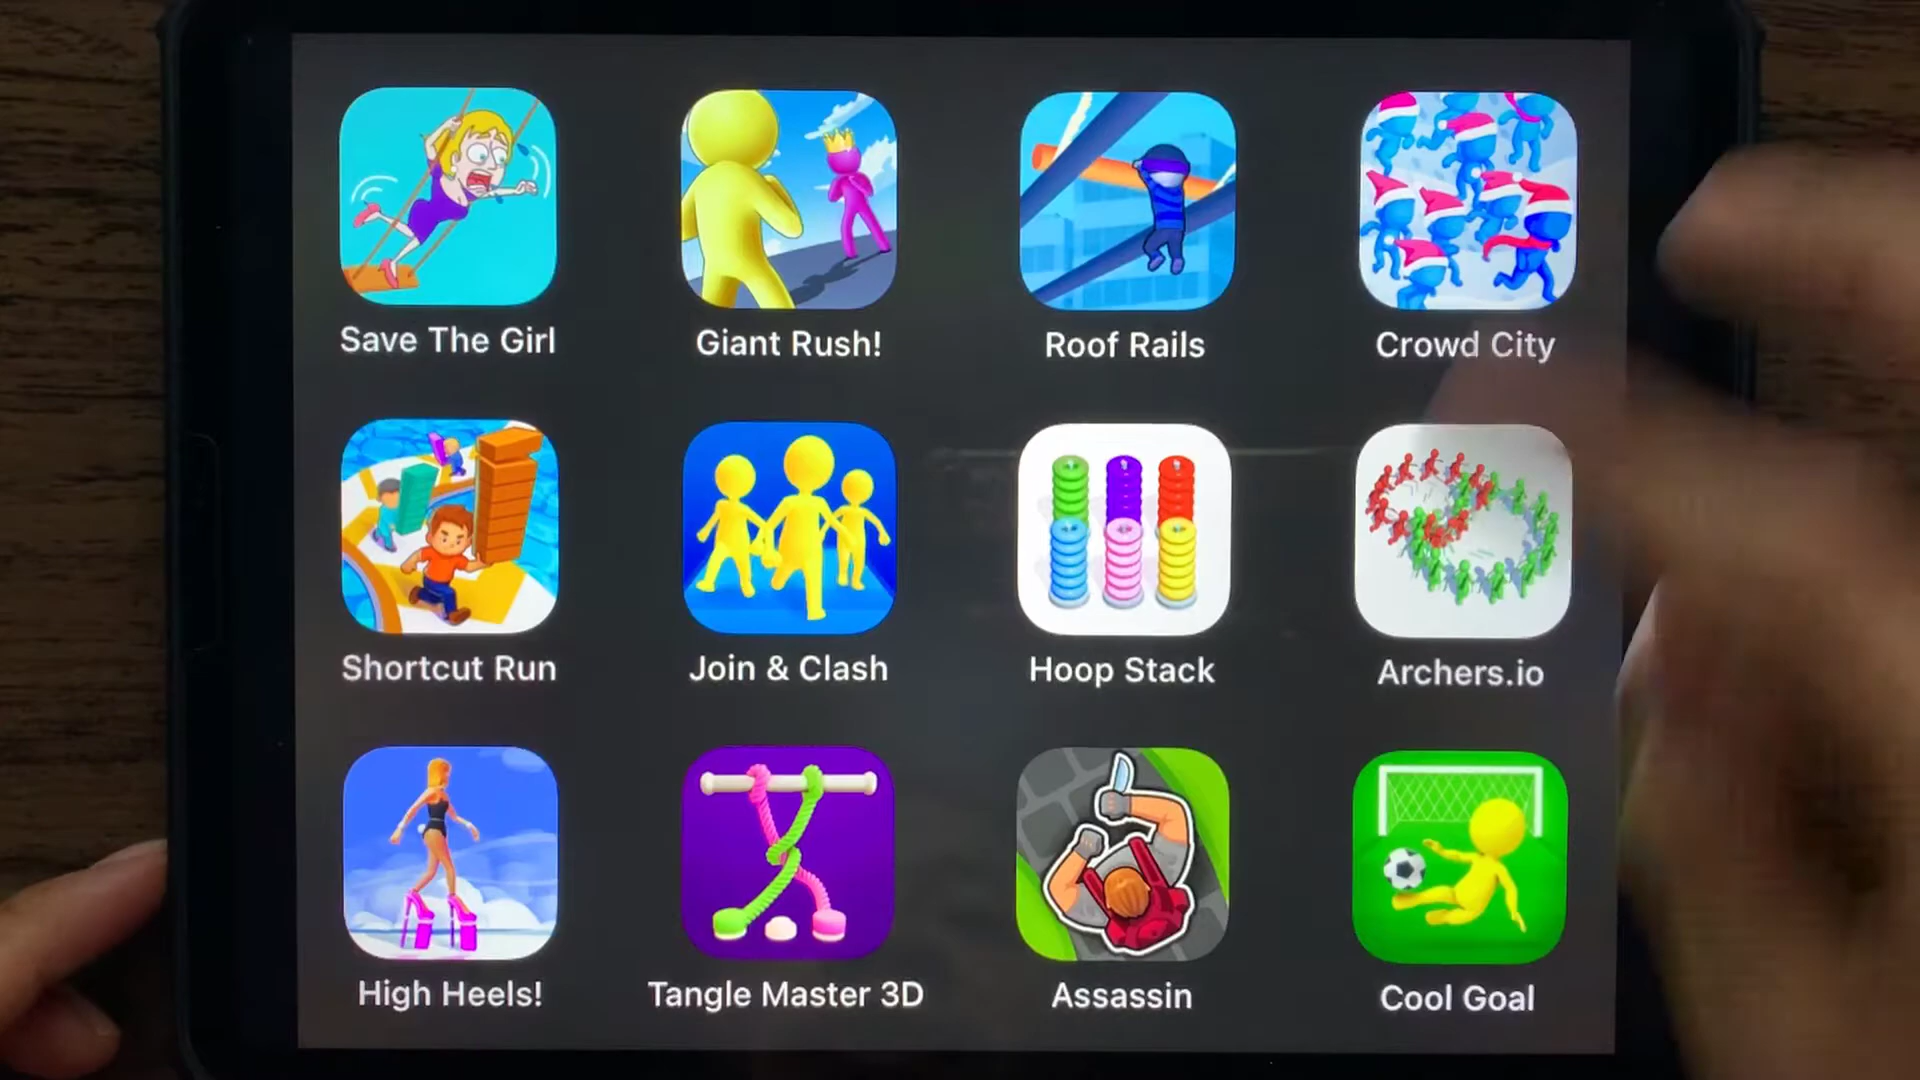 Save The Girl
Giant Rush!
Roof Rails
Crowd City
Shortcut Run
Join & Clash
Hoop Stack
Archers.io
High Heels!
Tangle Master 3D
Assassin
Cool Goal